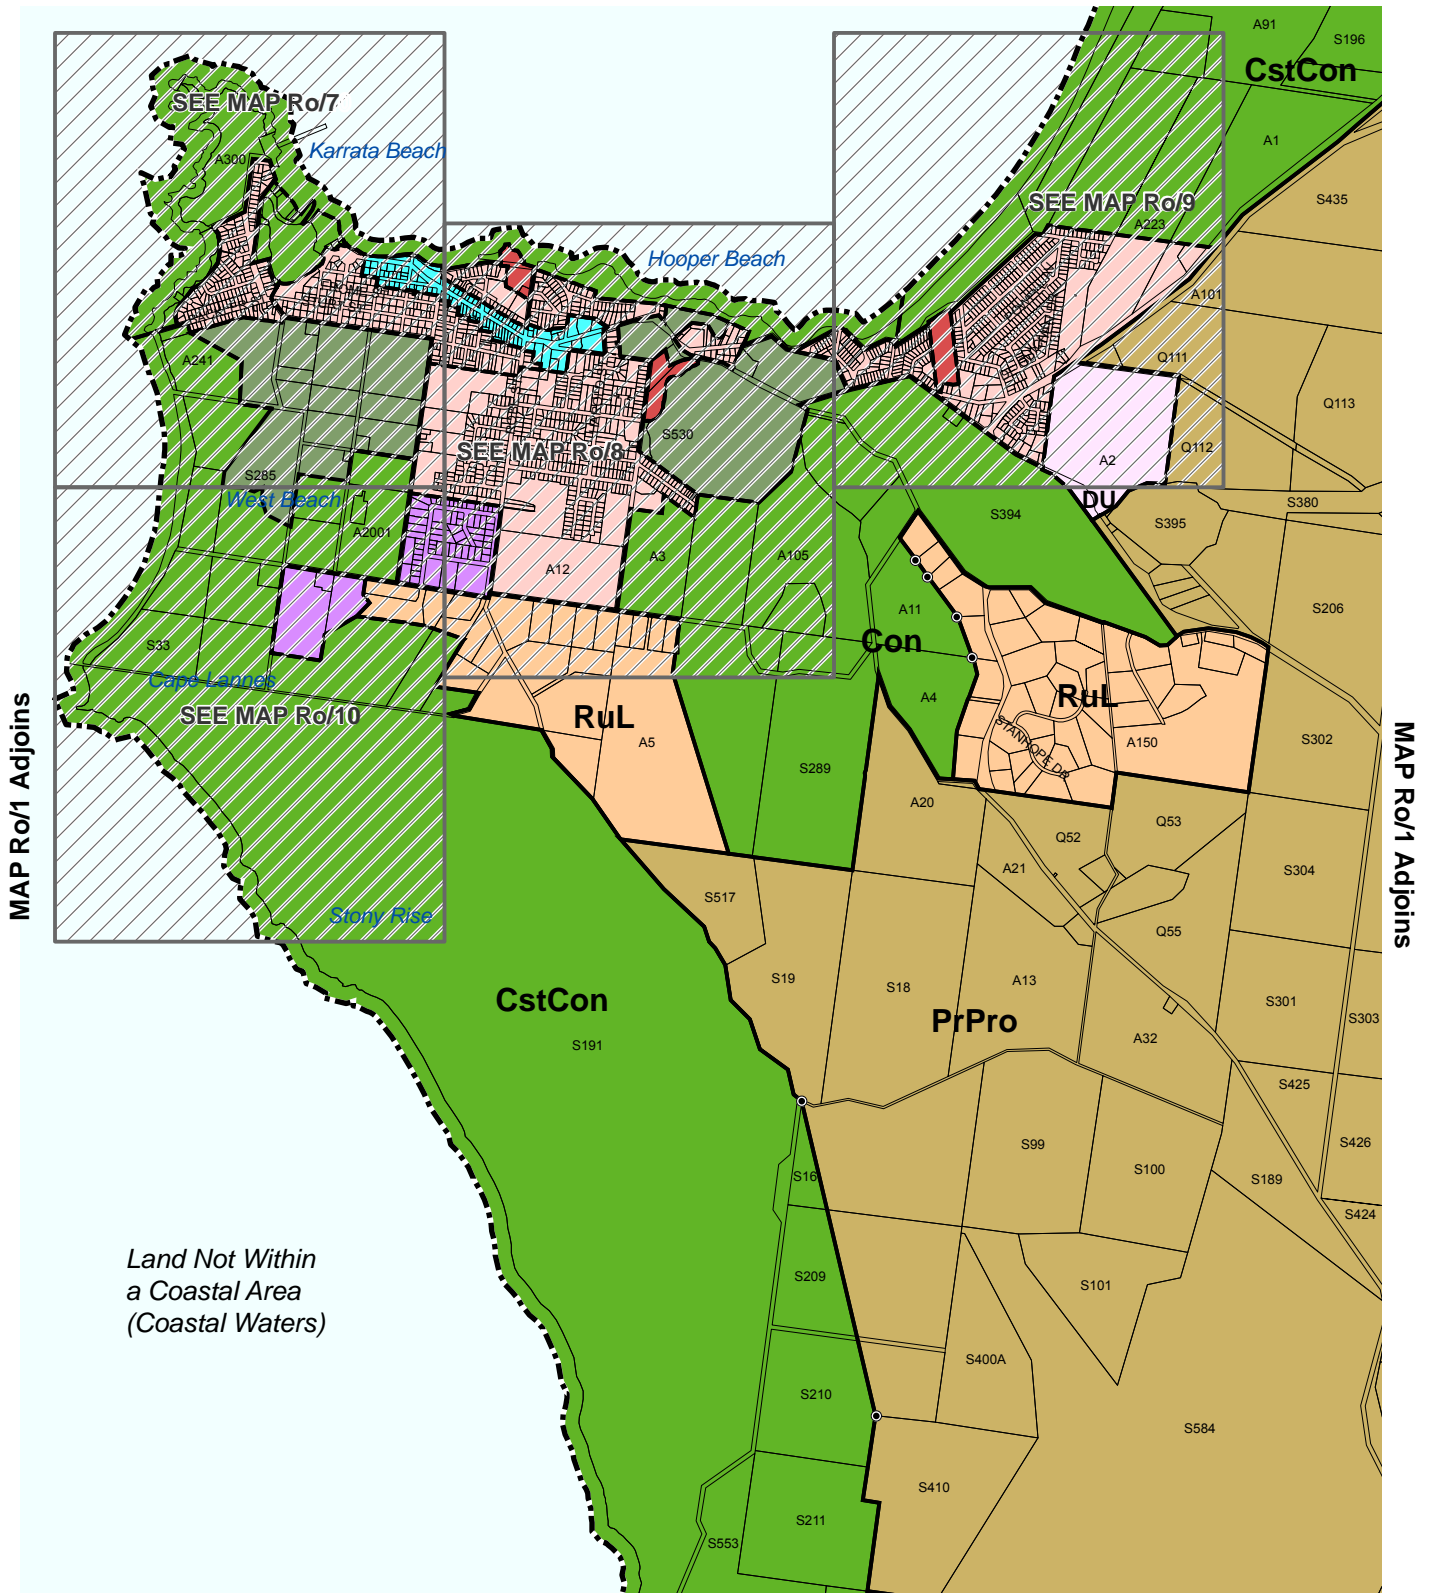 A91
S196
CstCon
SEE MAP Ro/7
A1
Karrata Beach
A300
S435
SEE MAP Ro/9
A223
Hooper Beach
A101
A241
Q111
Q113
S530
SEE MAP Ro/8
Q112
A2
S285
West Beach
DU
S380
S394
S395
A2001
A3
A105
A12
A11
S206
Con
S33
Cape Lannes
RuL
A4
SEE MAP Ro/10
RuL
STANHOPE DR
A5
A150
S302
MAP Ro/1 Adjoins
MAP Ro/1 Adjoins
S289
A20
Q53
Q52
A21
S304
S517
Stony Rise
Q55
S19
A13
S18
CstCon
S301
PrPro
S303
A32
S191
S425
S99
S426
S100
S16
S189
S424
Land Not Within
a Coastal Area
(Coastal Waters)
S209
S101
S400A
S210
S584
S410
S211
S553